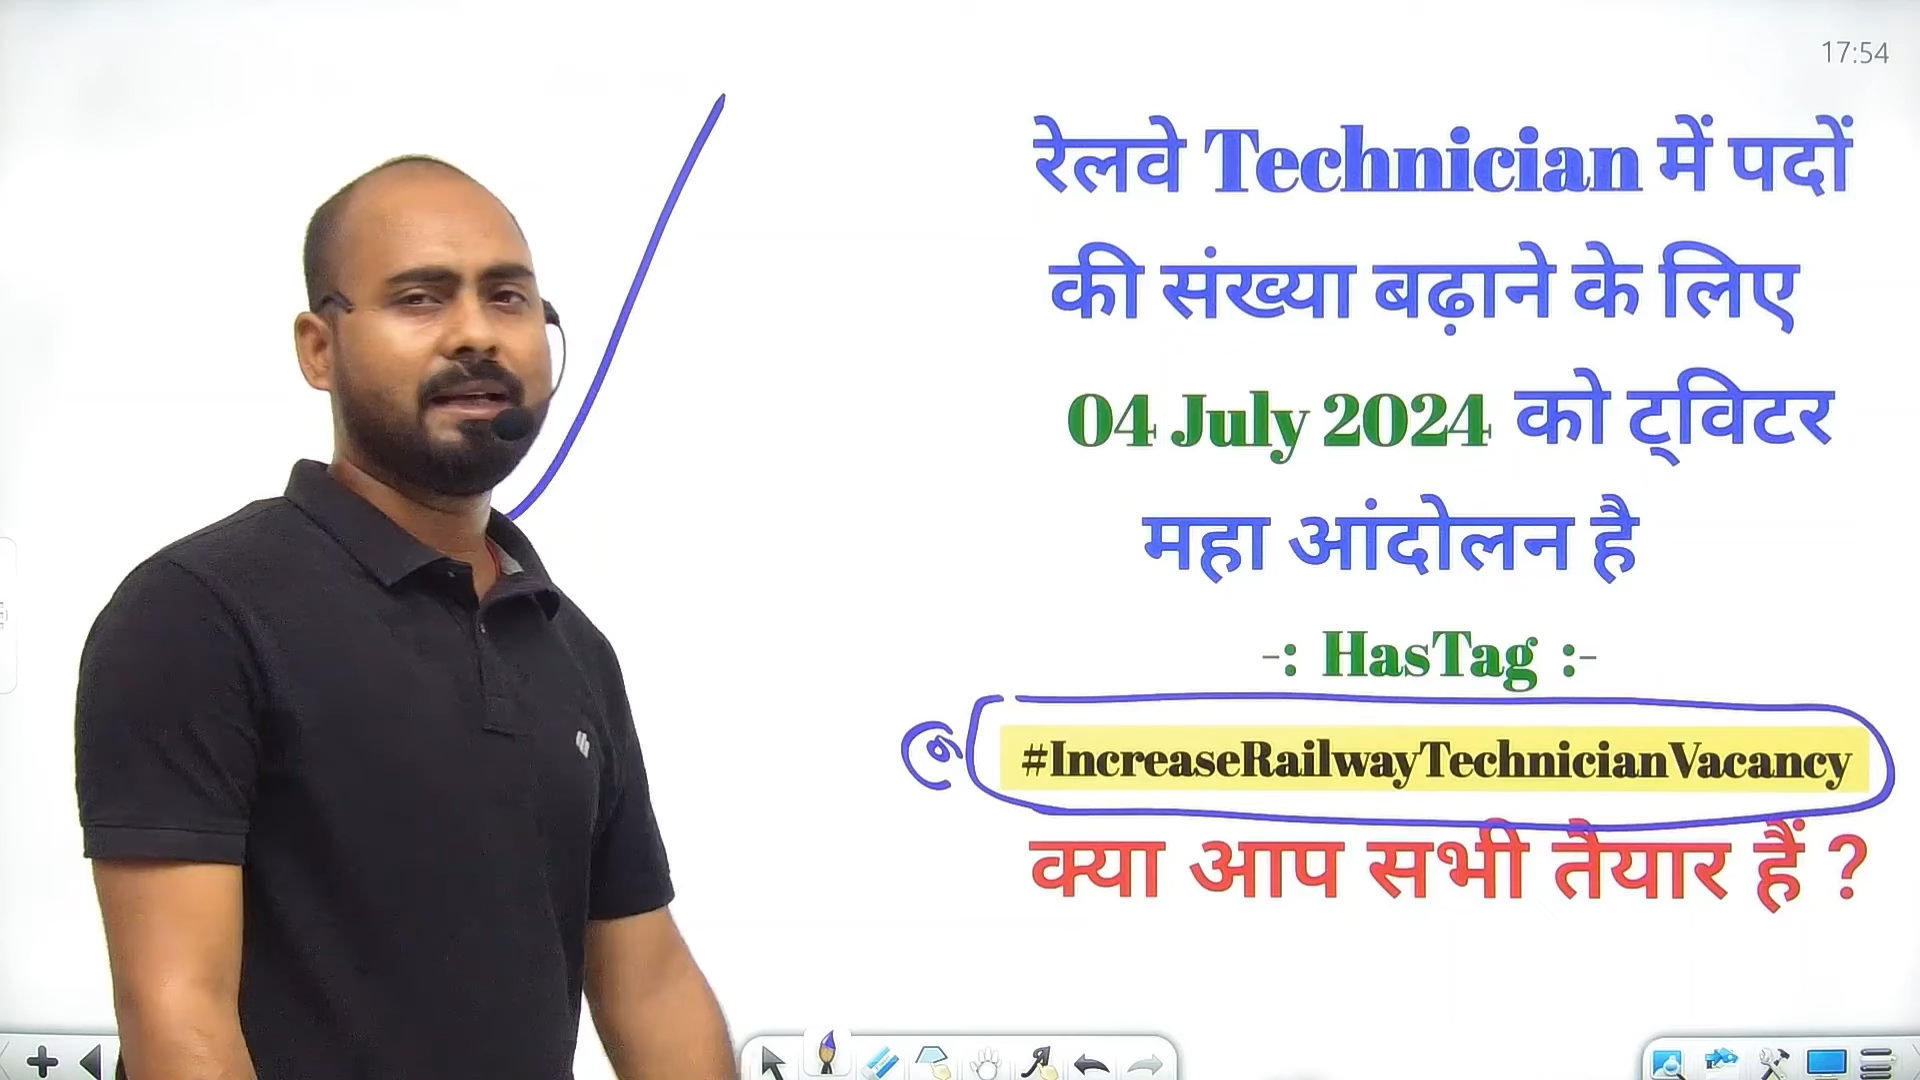 17:54
रेलवे Technician में पदों
की संख्या बढ़ाने के लिए
04 July 2024 को ट्विटर
महा आंदोलन है
-: HasTag :-
#IncreaseRailwayTechnicianVacancy
क्या आप सभी तैयार हैं ?